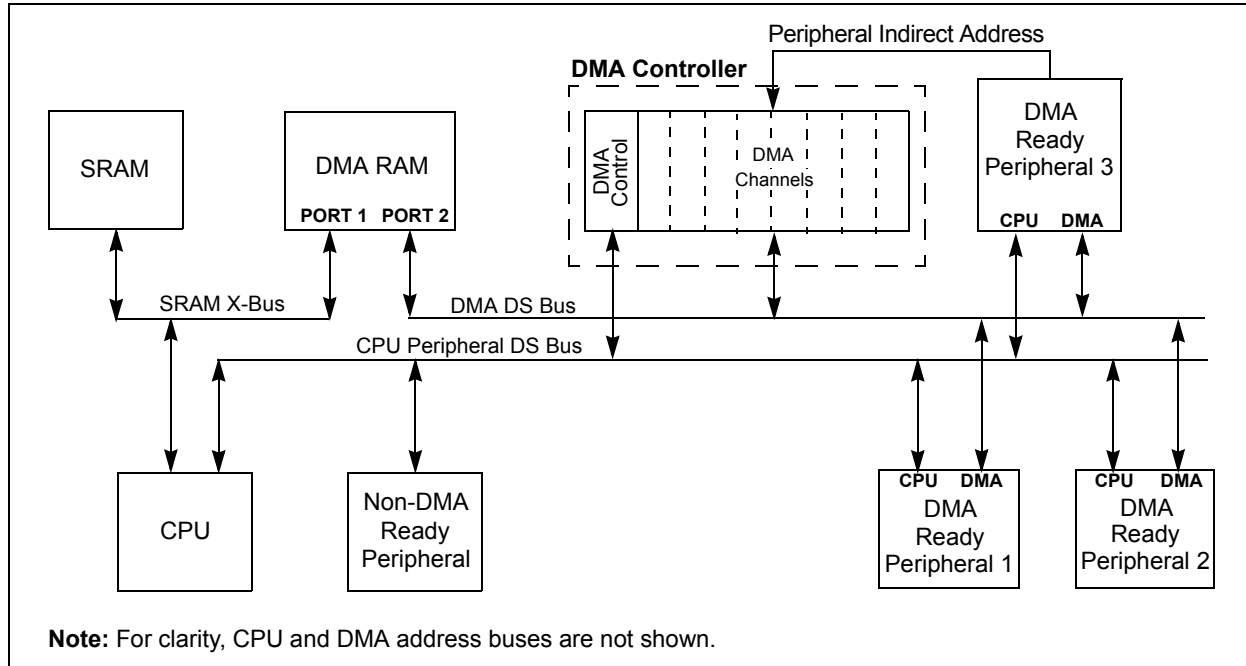 Peripheral Indirect Address
DMA Controller
SRAM
DMA RAM
PORT 1 PORT 2
DMA
Control
DMA
Channels
DMA
Ready
Peripheral 3
CPU DMA
SRAM X-Bus
DMA DS Bus
CPU Peripheral DS Bus
CPU
Non-DMA
Ready
Peripheral
CPU DMA
DMA
Ready
Peripheral 1
CPU DMA
DMA
Ready
Peripheral 2
Note: For clarity, CPU and DMA address buses are not shown.